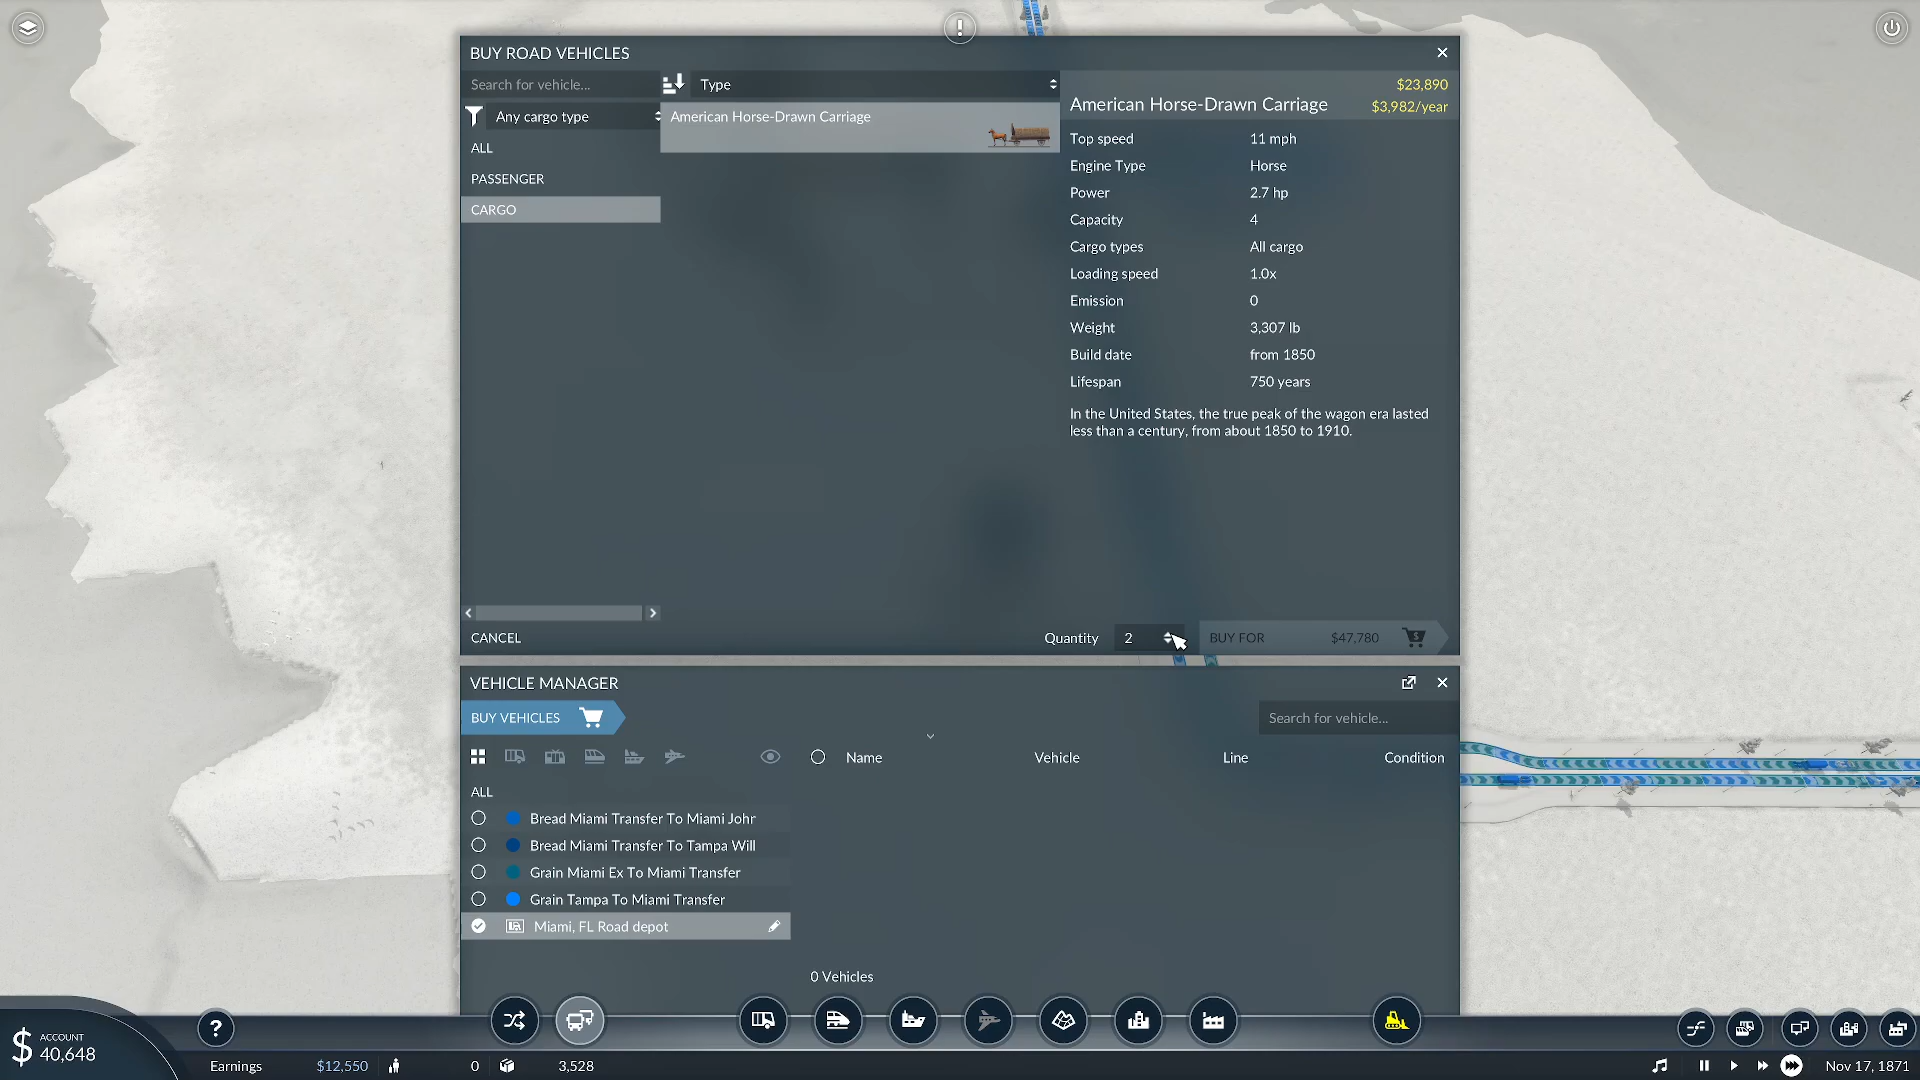 BUY ROAD VEHICLES
Search for vehicle...
Type
Any cargo type
ALL
PASSENGER
CARGO
American Horse-Drawn Carriage
$23,890
American Horse-Drawn Carriage
$3,982/year
Top speed 11 mph
Engine Type Horse
Power 2.7 hp
Capacity 4
Cargo types All cargo
Loading speed 1.0x
Emission 0
Weight 3,307 lb
Build date from 1850
Lifespan 750 years
In the United States, the true peak of the wagon era lasted
less than a century, from about 1850 to 1910.
CANCEL
Quantity 2
BUY FOR $47,780
VEHICLE MANAGER
BUY VEHICLES
Search for vehicle...
Name Vehicle Line Condition
ALL
Bread Miami Transfer To Miami Johr
Bread Miami Transfer To Tampa Will
Grain Miami Ex To Miami Transfer
Grain Tampa To Miami Transfer
Miami, FL Road depot
0 Vehicles
$ ACCOUNT
40,648
?
Earnings $12,550 0 3,528
Nov 17, 1871